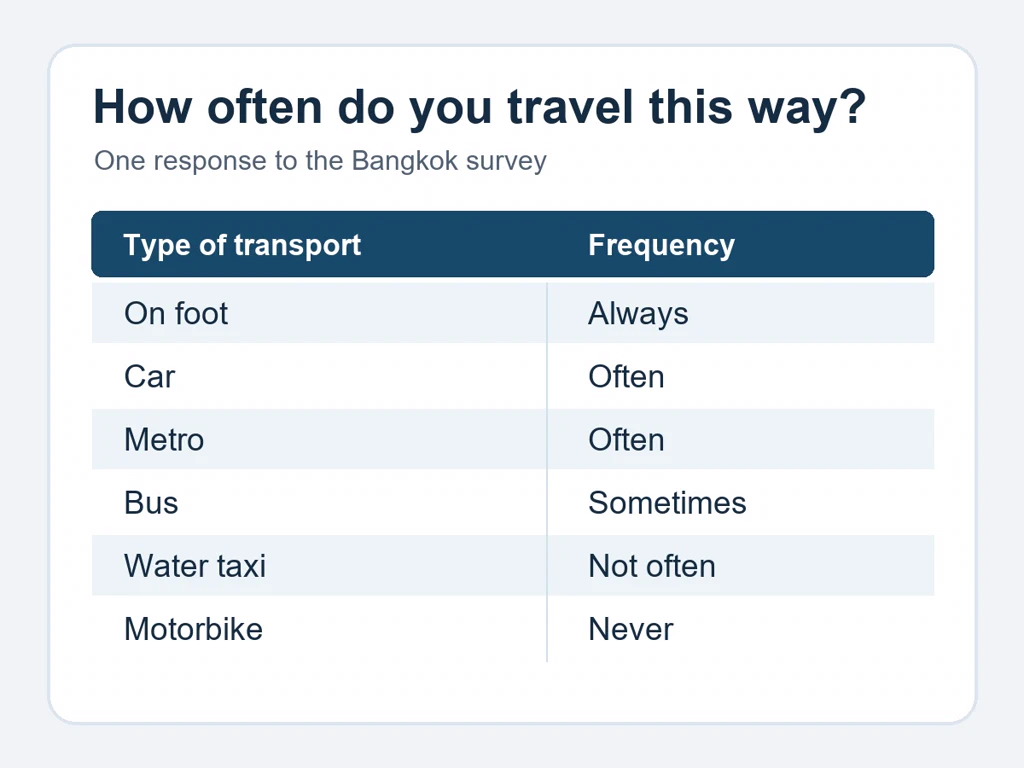 How often do you travel this way?
One response to the Bangkok survey
Type of transport Frequency
On foot Always
Car Often
Metro Often
Bus Sometimes
Water taxi Not often
Motorbike Never